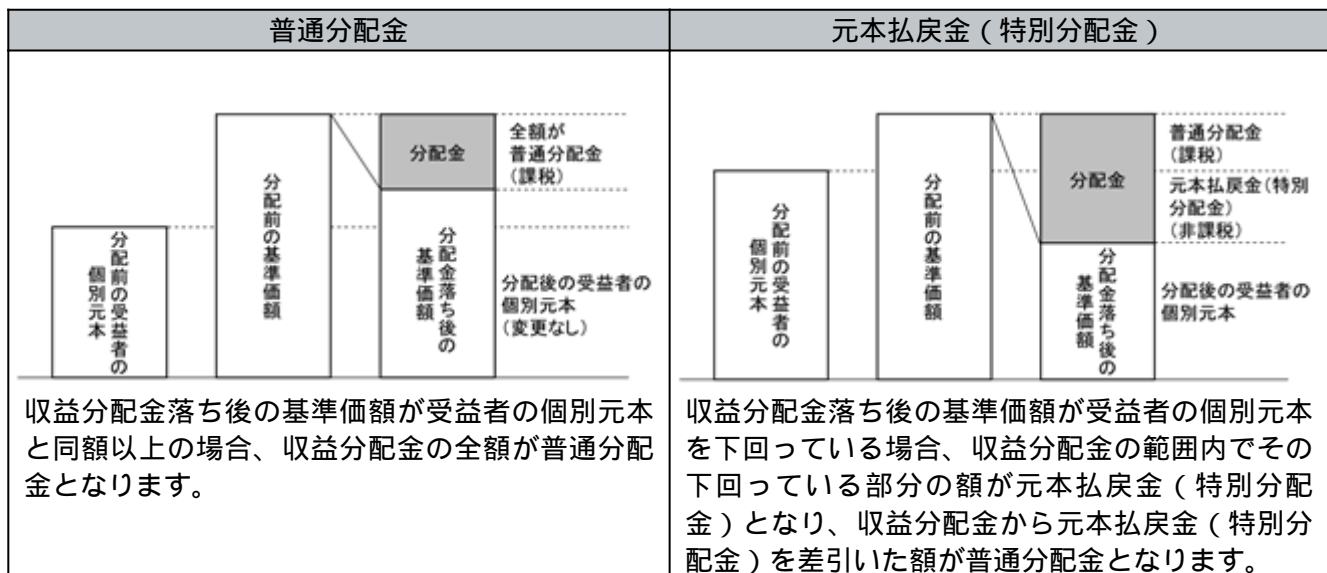 普通分配金
分配前の受益者の
個別元本
分配前の基準価額
分配金
分配金落ち後の
基準価額
全額が
普通分配金
(課税)
分配後の受益者の
個別元本
(変更なし)
収益分配金落ち後の基準価額が受益者の個別元本
と同額以上の場合、収益分配金の全額が普通分配
金となります。
元本払戻金(特別分配金)
分配前の受益者の
個別元本
分配前の基準価額
分配金
分配金落ち後の
基準価額
普通分配金
(課税)
元本払戻金(特別
分配金)
(非課税)
分配後の受益者の
個別元本
収益分配金落ち後の基準価額が受益者の個別元本
を下回っている場合、収益分配金の範囲内でその
下回っている部分の額が元本払戻金(特別分配
金)となり、収益分配金から元本払戻金(特別分
配金)を差引いた額が普通分配金となります。